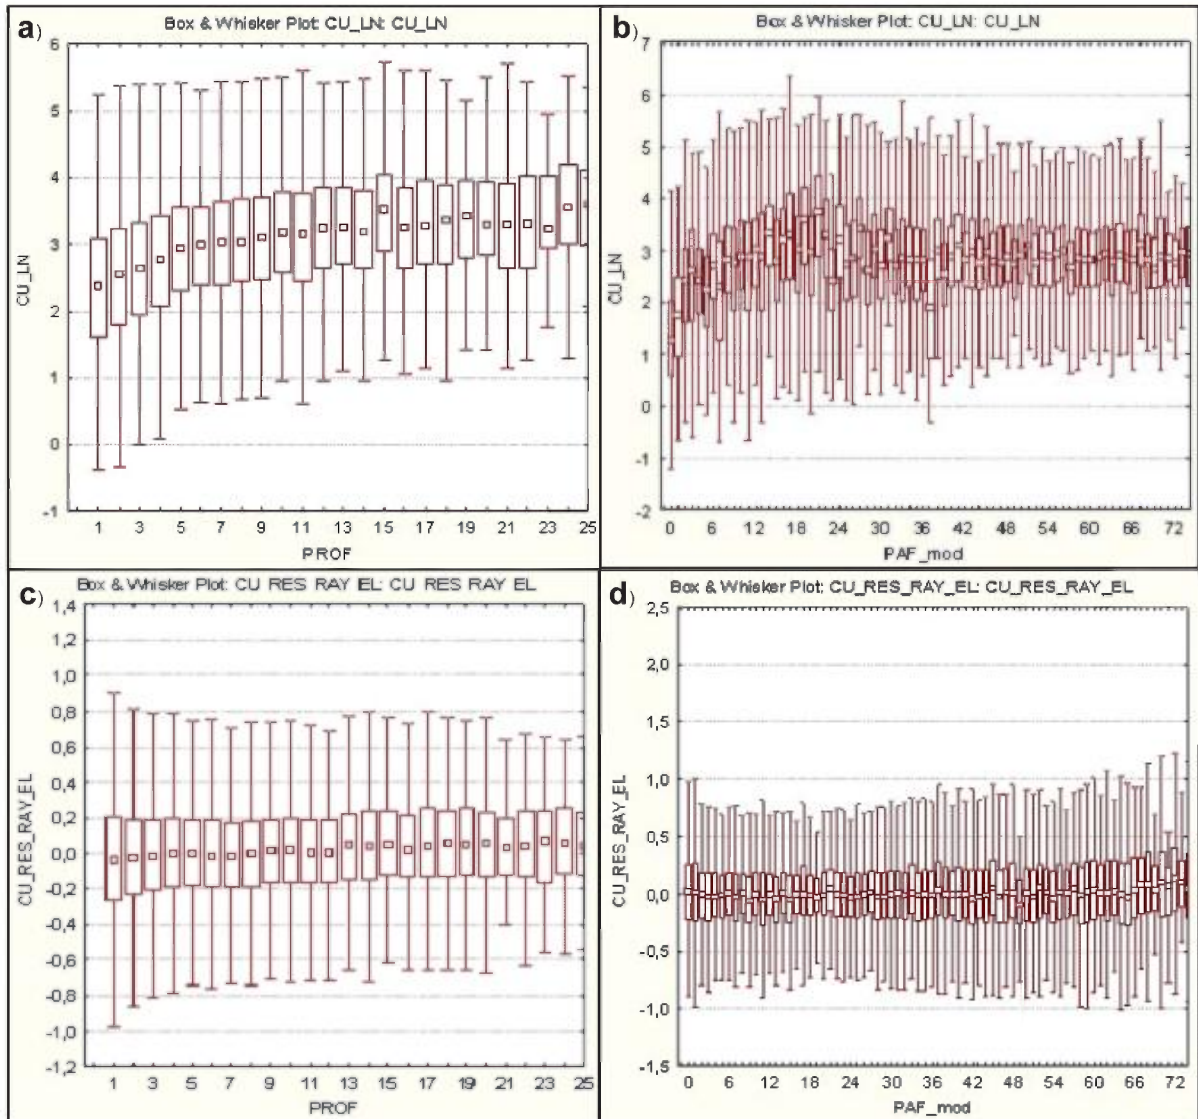 a)
Box & Whisker Plot: CU_LN: CU_LN
6
5
4
3
2
1
0
-1
CU_LN
1 3 5 7 9 11 13 15 17 19 21 23 25
PROF
b)
Box & Whisker Plot: CU_LN: CU_LN
7
6
5
4
3
2
1
0
-1
-2
CU_LN
0 6 12 18 24 30 36 42 48 54 60 66 72
PAF_mod
c)
Box & Whisker Plot: CU_RES_RAY_EL: CU_RES_RAY_EL
1,4
1,2
1,0
0,8
0,6
0,4
0,2
0,0
-0,2
-0,4
-0,6
-0,8
-1,0
-1,2
CU_RES_RAY_EL
1 3 5 7 9 11 13 15 17 19 21 23 25
PROF
d)
Box & Whisker Plot: CU_RES_RAY_EL: CU_RES_RAY_EL
2,5
2,0
1,5
1,0
0,5
0,0
-0,5
-1,0
-1,5
CU_RES_RAY_EL
0 6 12 18 24 30 36 42 48 54 60 66 72
PAF_mod